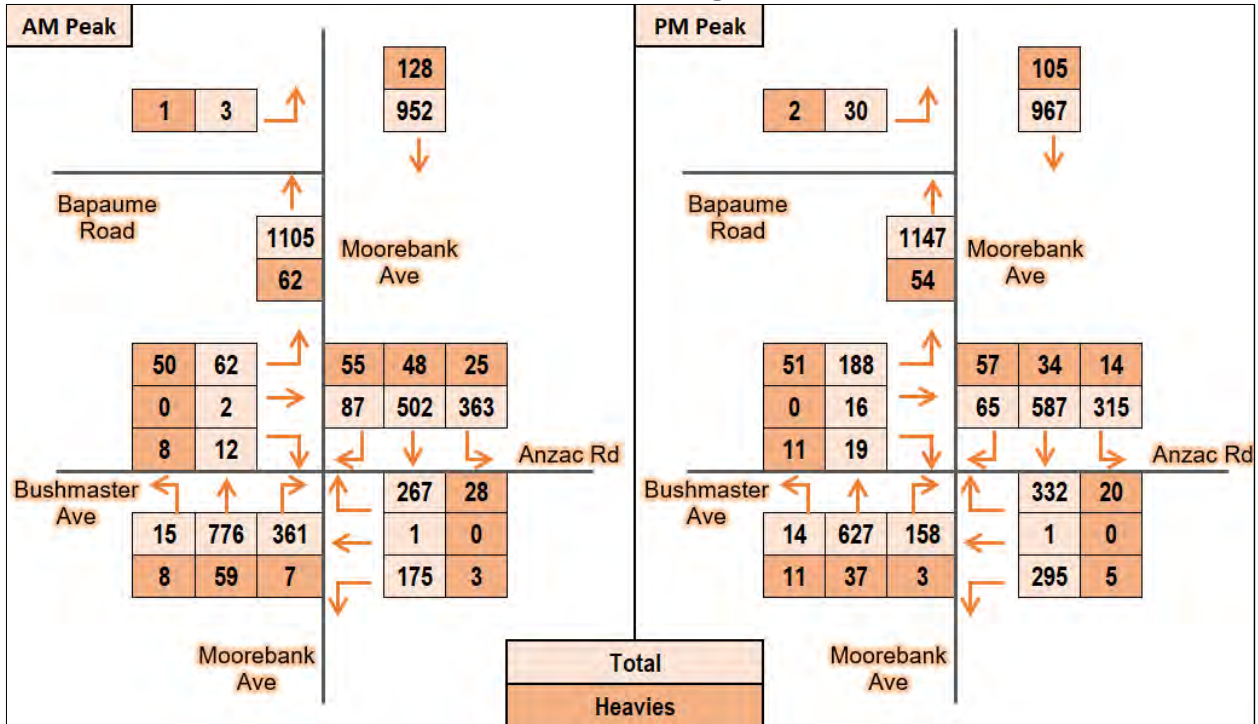 AM Peak
128
952
1 3
Bapaume
Road
1105
62
Moorebank
Ave
50 62
0 2
8 12
55 48 25
87 502 363
Anzac Rd
Bushmaster
Ave
15 776 361
8 59 7
267 28
1 0
175 3
Moorebank
Ave
PM Peak
105
967
2 30
Bapaume
Road
1147
54
Moorebank
Ave
51 188
0 16
11 19
57 34 14
65 587 315
Anzac Rd
Bushmaster
Ave
14 627 158
11 37 3
332 20
1 0
295 5
Moorebank
Ave
Total
Heavies